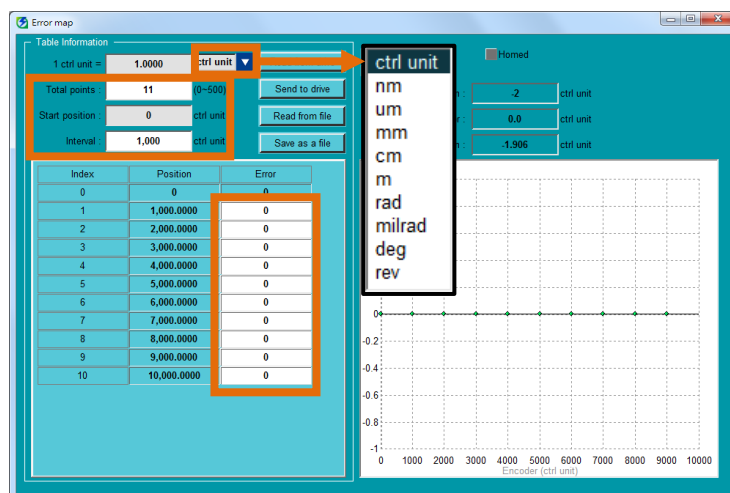 Error map
Table Information
1 ctrl unit = 1.0000 ctrl unit
Total points : 11 (0~500) Send to drive
Start position : 0 ctrl unit Read from file
Interval : 1,000 ctrl unit Save as a file
ctrl unit
nm
um
mm
cm
m
rad
milrad
deg
rev
Homed
: -2 ctrl unit
: 0.0 ctrl unit
: -1.906 ctrl unit
Index Position Error
0 0 0
1 1,000.0000 0
2 2,000.0000 0
3 3,000.0000 0
4 4,000.0000 0
5 5,000.0000 0
6 6,000.0000 0
7 7,000.0000 0
8 8,000.0000 0
9 9,000.0000 0
10 10,000.0000 0
0
-0.2
-0.4
-0.6
-0.8
-1
0 1000 2000 3000 4000 5000 6000 7000 8000 9000 10000
Encoder (ctrl unit)